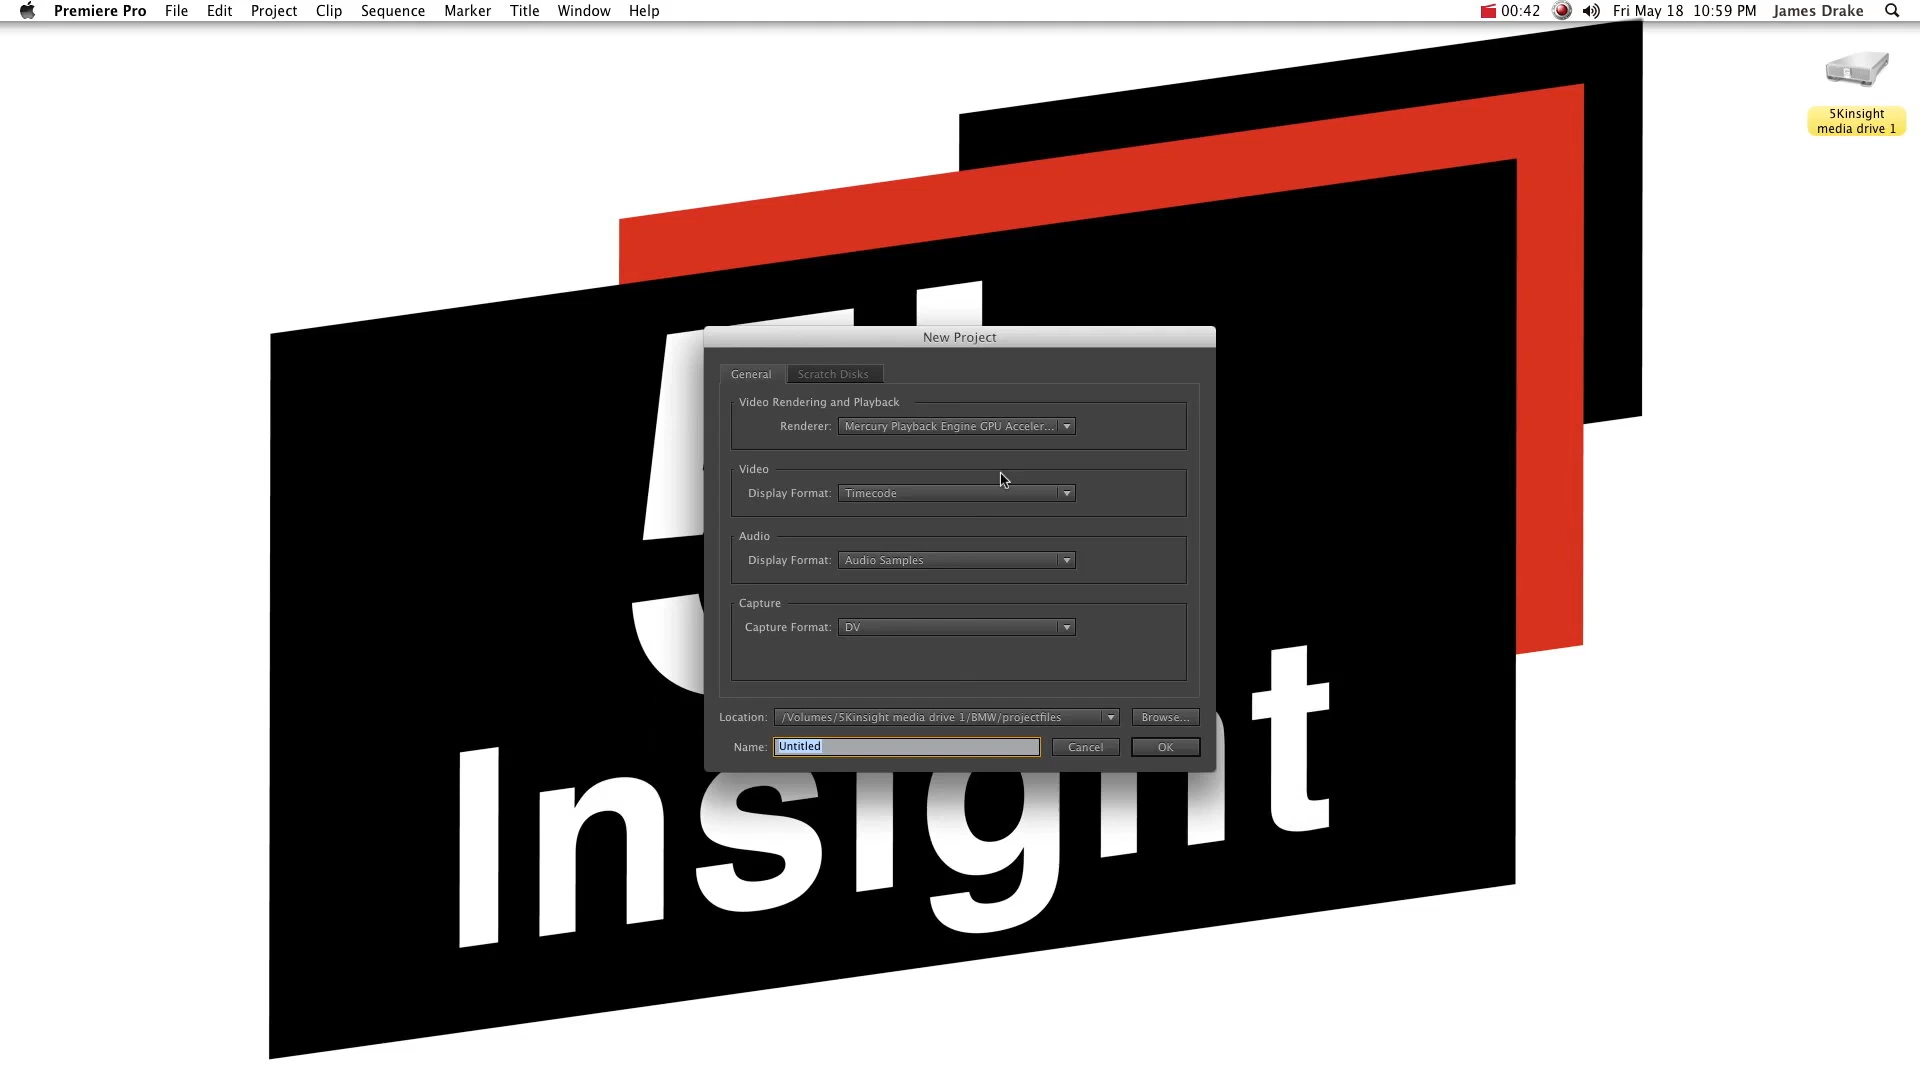 Premiere Pro File Edit Project Clip Sequence Marker Title Window Help 00:42 Fri May 18 10:59 PM James Drake
5Kinsight
media drive 1
New Project
General Scratch Disks
Video Rendering and Playback
Renderer: Mercury Playback Engine GPU Acceler...
Video
Display Format: Timecode
Audio
Display Format: Audio Samples
Capture
Capture Format: DV
Location: /Volumes/5Kinsight media drive 1/BMW/projectfiles Browse...
Name: Untitled Cancel OK
Insight